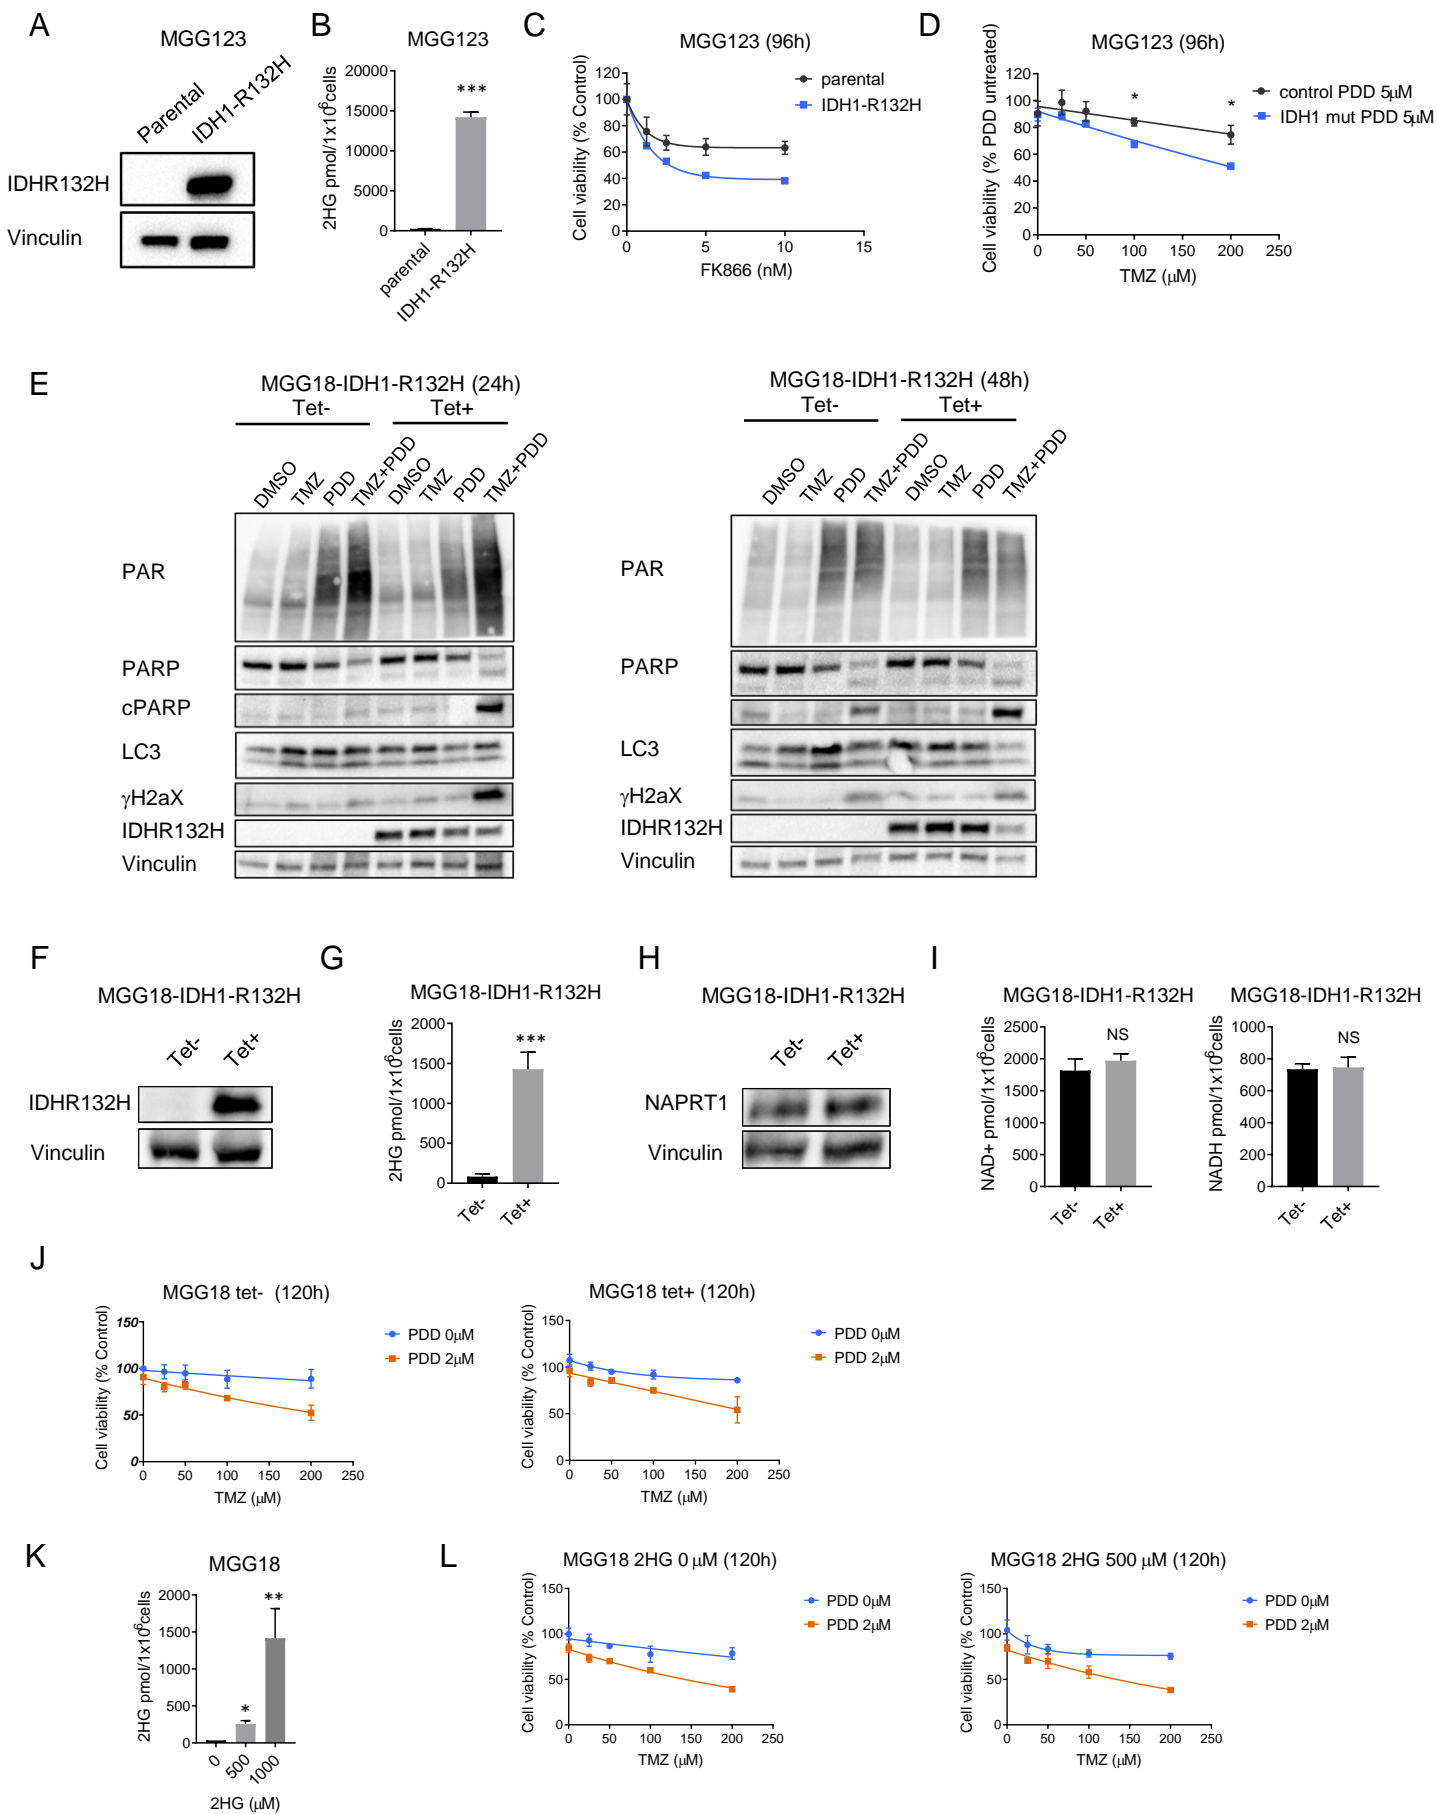 A
MGG123
Parental
IDH1-R132H
IDHR132H
Vinculin
B
MGG123
2HG pmol/1x10⁶cells
20000
15000
10000
5000
0
***
parental
IDH1-R132H
C
MGG123 (96h)
Cell viability (% Control)
120
100
80
60
40
20
0
0
5
10
15
FK866 (nM)
parental
IDH1-R132H
D
MGG123 (96h)
Cell viability (% PDD untreated)
120
100
80
60
40
20
0
0
50
100
150
200
250
TMZ (μM)
*
*
control PDD 5μM
IDH1 mut PDD 5μM
E
MGG18-IDH1-R132H (24h)
Tet-
Tet+
DMSO
TMZ
PDD
TMZ+PDD
DMSO
TMZ
PDD
TMZ+PDD
PAR
PARP
cPARP
LC3
γH2aX
IDHR132H
Vinculin
MGG18-IDH1-R132H (48h)
Tet-
Tet+
DMSO
TMZ
PDD
TMZ+PDD
DMSO
TMZ
PDD
TMZ+PDD
PAR
PARP
LC3
γH2aX
IDHR132H
Vinculin
F
MGG18-IDH1-R132H
Tet-
Tet+
IDHR132H
Vinculin
G
MGG18-IDH1-R132H
2HG pmol/1x10⁶cells
2000
1500
1000
500
0
***
Tet-
Tet+
H
MGG18-IDH1-R132H
Tet-
Tet+
NAPRT1
Vinculin
I
MGG18-IDH1-R132H
NAD+ pmol/1x10⁶cells
2500
2000
1500
1000
500
0
NS
Tet-
Tet+
MGG18-IDH1-R132H
NADH pmol/1x10⁶cells
1000
800
600
400
200
0
NS
Tet-
Tet+
J
MGG18 tet- (120h)
Cell viability (% Control)
150
100
50
0
0
50
100
150
200
250
TMZ (μM)
PDD 0μM
PDD 2μM
MGG18 tet+ (120h)
Cell viability (% Control)
150
100
50
0
0
50
100
150
200
250
TMZ (μM)
PDD 0μM
PDD 2μM
K
MGG18
2HG pmol/1x10⁶cells
2000
1500
1000
500
0
*
**
0
500
1000
2HG (μM)
L
MGG18 2HG 0 μM (120h)
Cell viability (% Control)
150
100
50
0
0
50
100
150
200
250
TMZ (μM)
PDD 0μM
PDD 2μM
MGG18 2HG 500 μM (120h)
Cell viability (% Control)
150
100
50
0
0
50
100
150
200
250
TMZ (μM)
PDD 0μM
PDD 2μM